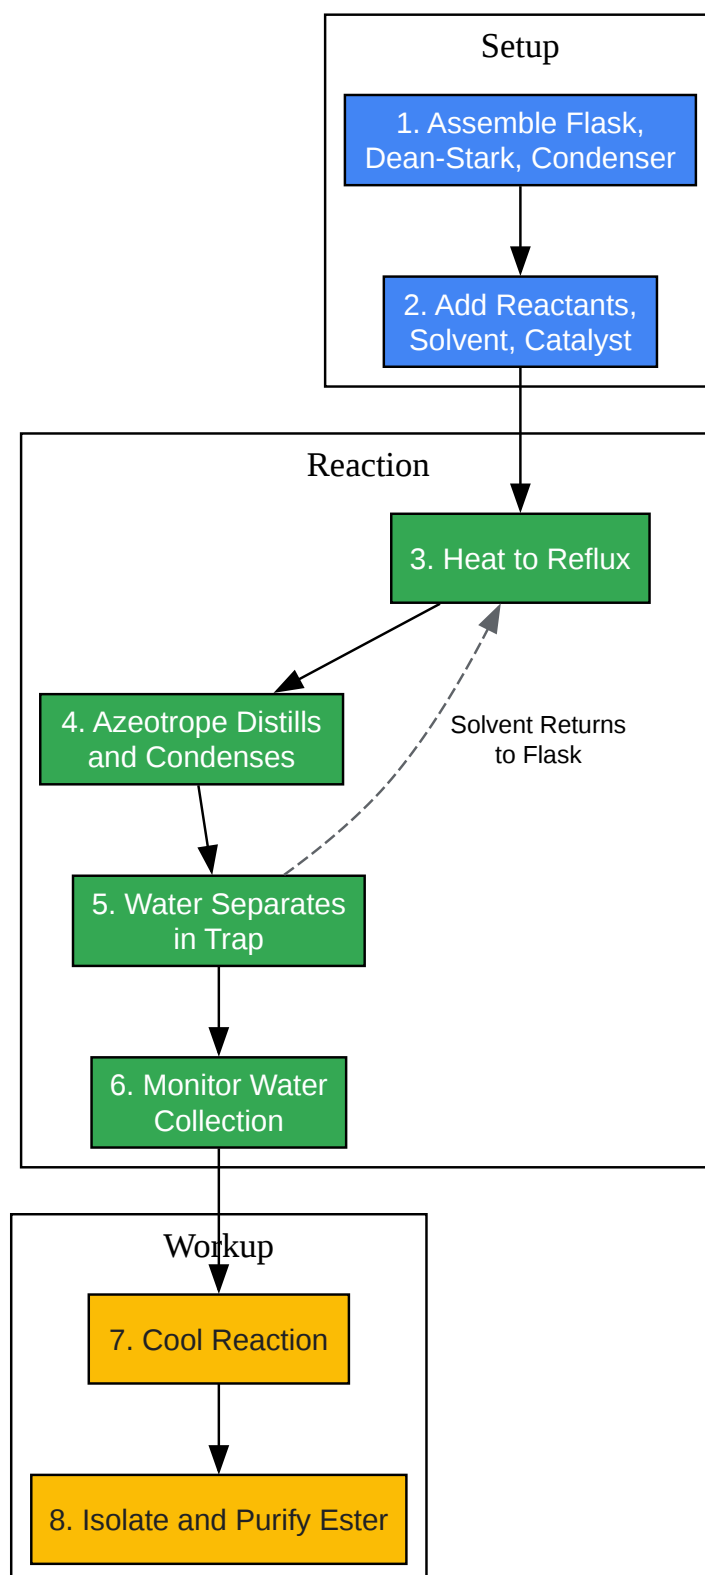 Setup
1. Assemble Flask,
Dean-Stark, Condenser
2. Add Reactants,
Solvent, Catalyst
Reaction
3. Heat to Reflux
4. Azeotrope Distills
and Condenses
Solvent Returns
to Flask
5. Water Separates
in Trap
6. Monitor Water
Collection
Workup
7. Cool Reaction
8. Isolate and Purify Ester